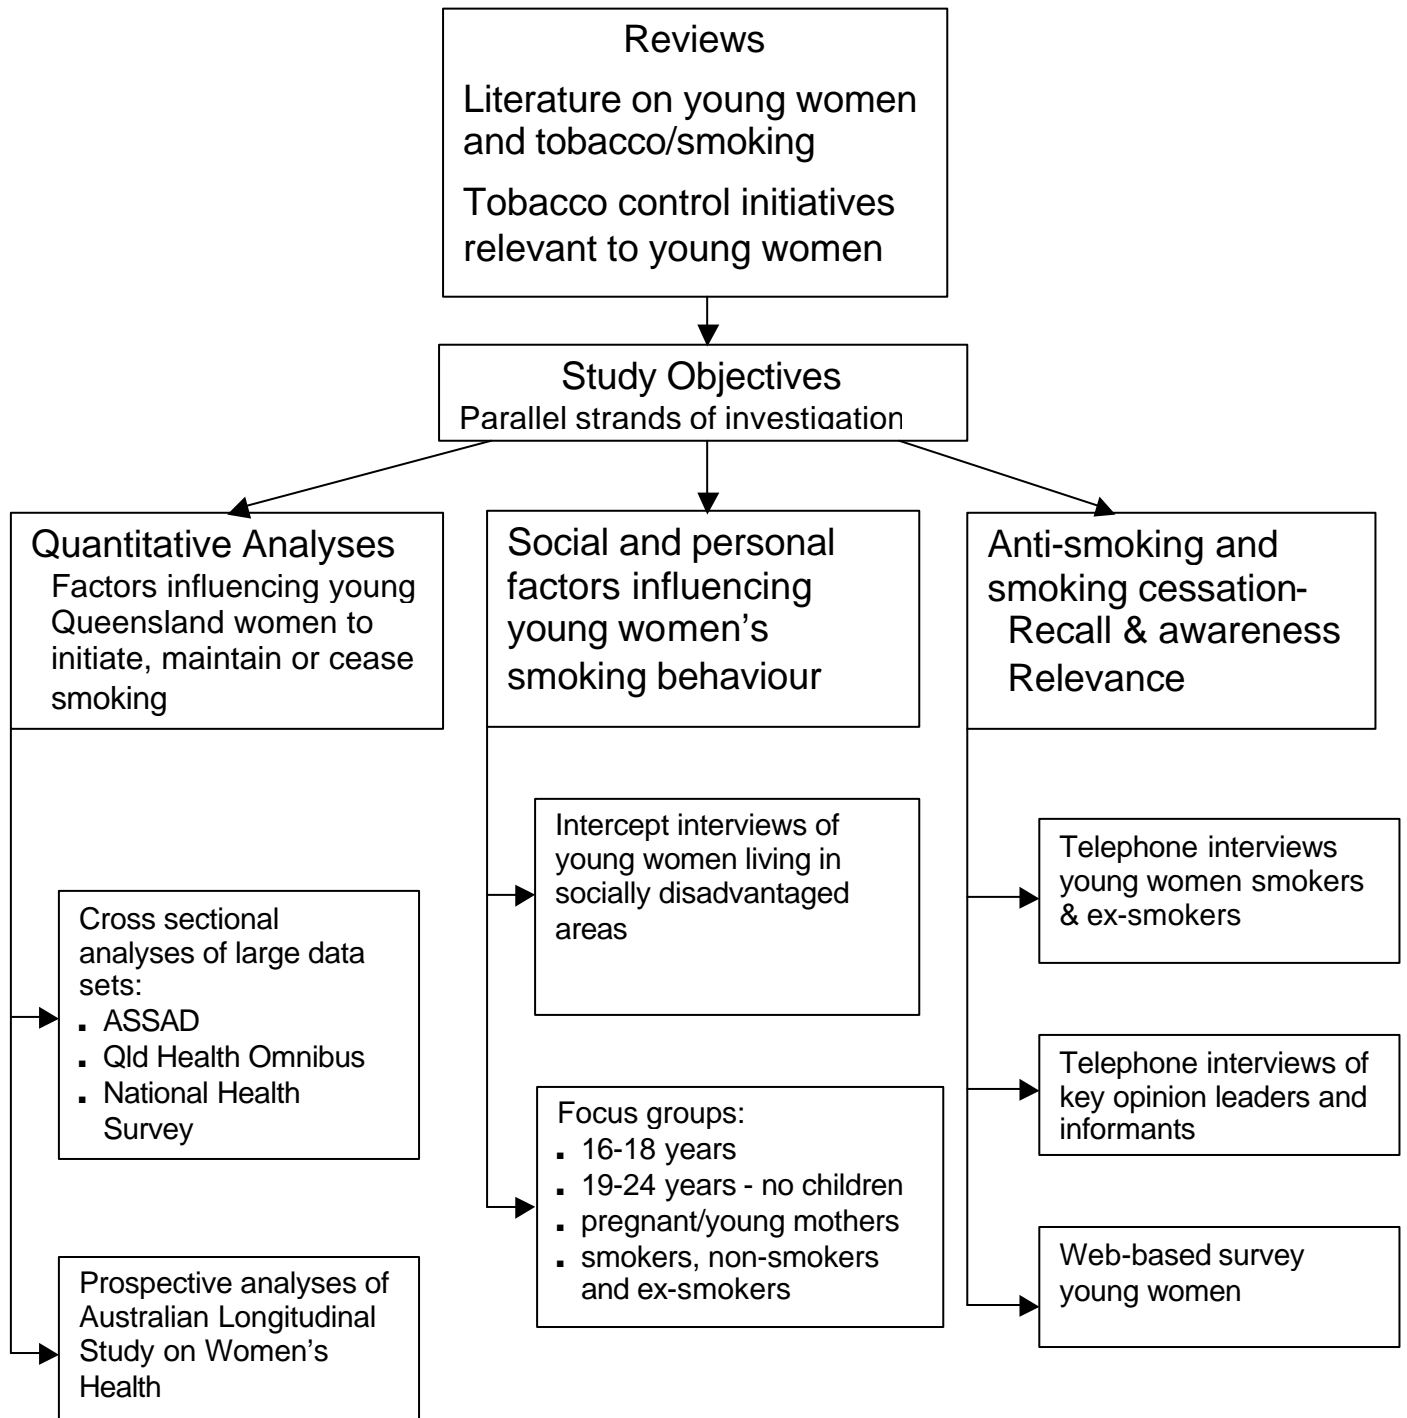 Reviews
Literature on young women
and tobacco/smoking
Tobacco control initiatives
relevant to young women
Study Objectives
Parallel strands of investigation
Quantitative Analyses
Factors influencing young
Queensland women to
initiate, maintain or cease
smoking
Cross sectional
analyses of large data
sets:
▪ ASSAD
▪ Qld Health Omnibus
▪ National Health
Survey
Prospective analyses of
Australian Longitudinal
Study on Women’s
Health
Social and personal
factors influencing
young women’s
smoking behaviour
Intercept interviews of
young women living in
socially disadvantaged
areas
Focus groups:
▪ 16-18 years
▪ 19-24 years - no children
▪ pregnant/young mothers
▪ smokers, non-smokers
and ex-smokers
Anti-smoking and
smoking cessation-
Recall & awareness
Relevance
Telephone interviews
young women smokers
& ex-smokers
Telephone interviews of
key opinion leaders and
informants
Web-based survey
young women